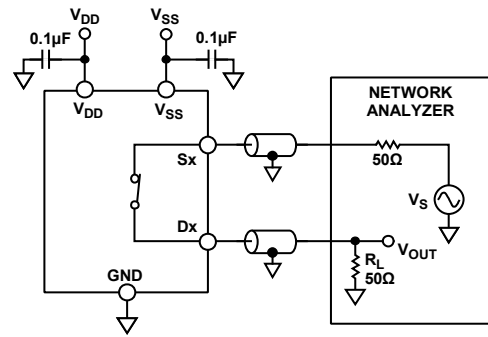 VDD
VSS
0.1µF
0.1µF
VDD
VSS
NETWORK
ANALYZER
Sx
50Ω
VS
Dx
VOUT
RL
50Ω
GND